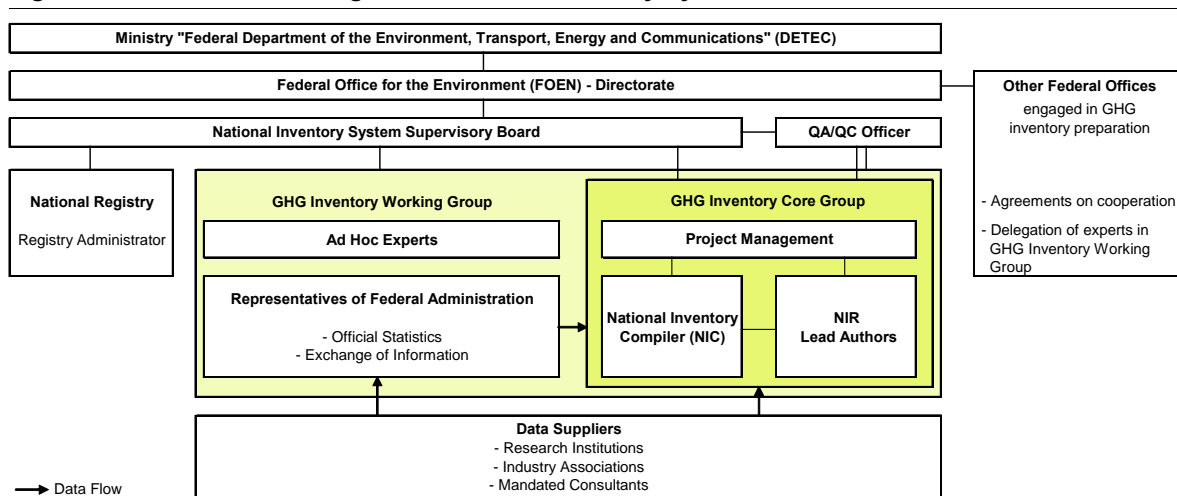 Ministry "Federal Department of the Environment, Transport, Energy and Communications" (DETEC)
Federal Office for the Environment (FOEN) - Directorate
Other Federal Offices
engaged in GHG
inventory preparation
- Agreements on cooperation
- Delegation of experts in
GHG Inventory Working
Group
National Inventory System Supervisory Board
QA/QC Officer
National Registry
Registry Administrator
GHG Inventory Working Group
Ad Hoc Experts
Representatives of Federal Administration
- Official Statistics
- Exchange of Information
GHG Inventory Core Group
Project Management
National Inventory
Compiler (NIC)
NIR
Lead Authors
Data Suppliers
- Research Institutions
- Industry Associations
- Mandated Consultants
Data Flow